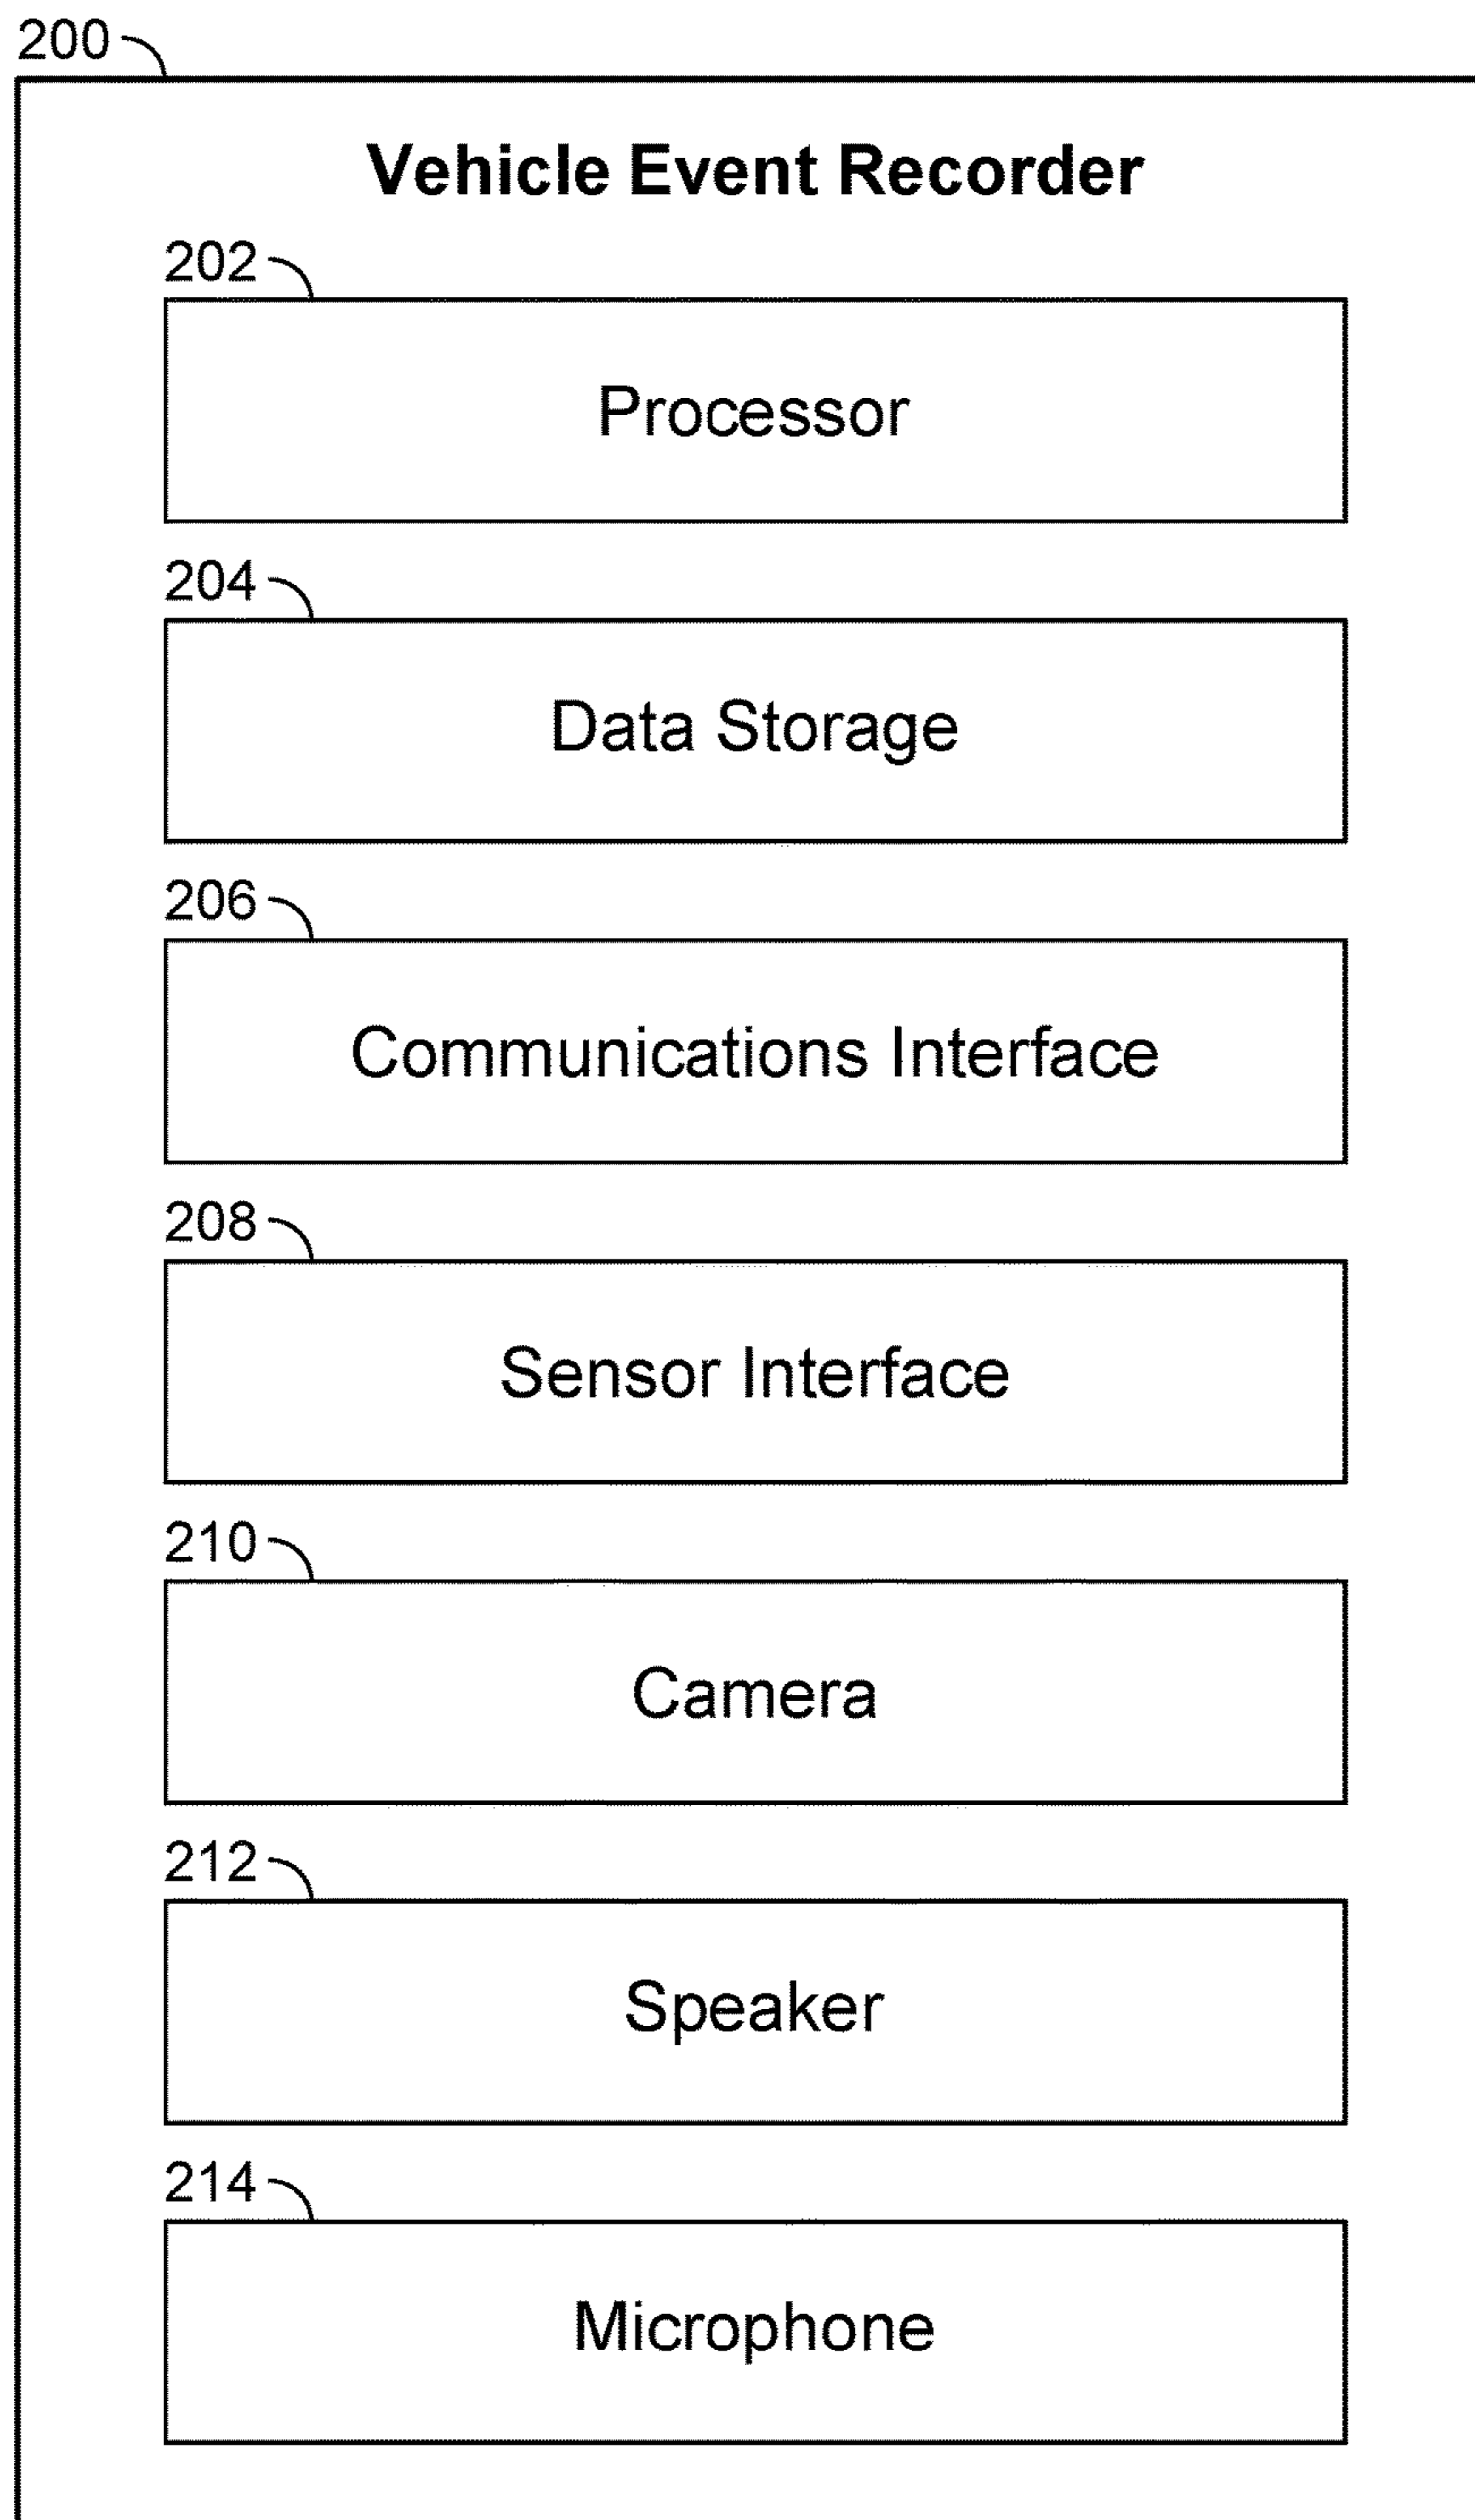 200
Vehicle Event Recorder
202
Processor
204
Data Storage
206
Communications Interface
208
Sensor Interface
210
Camera
212
Speaker
214
Microphone